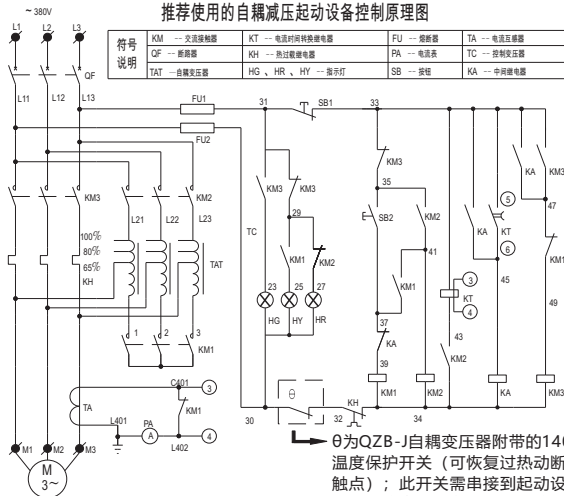 推荐使用的自耦减压起动设备控制原理图
~ 380V
L1 L2 L3
符号说明
KM -- 交流接触器 KT -- 电流时间转换继电器 FU -- 熔断器 TA -- 电流互感器
QF -- 断路器 KH -- 热过载继电器 PA -- 电流表 TC -- 控制变压器
TAT --自耦变压器 HG 、 HR 、 HY -- 指示灯 SB -- 按钮 KA -- 中间继电器
QF
L11 L12 L13
FU1 31 SB1 33
FU2
KM3 KA KM3
KM3 KM3 35 5 47
KM3 KM2 SB2 KM2 KA KT
L21 L22 L23 29 6
100% TC KM1 KM2 41 KM1
80% TAT KM1 3 45
65% KT
KH 23 25 27 4 49
HG HY HR 37 43
1 2 3 KA KM2
KM1 39
C401 3 θ KH KM1 KM2 KA KM3
TA KM1
L401 PA 30 32 34
A L402 4
M1 M2 M3
M
3~
θ为QZB-J自耦变压器附带的140
温度保护开关（可恢复过热动断
触点）；此开关需串接到起动设